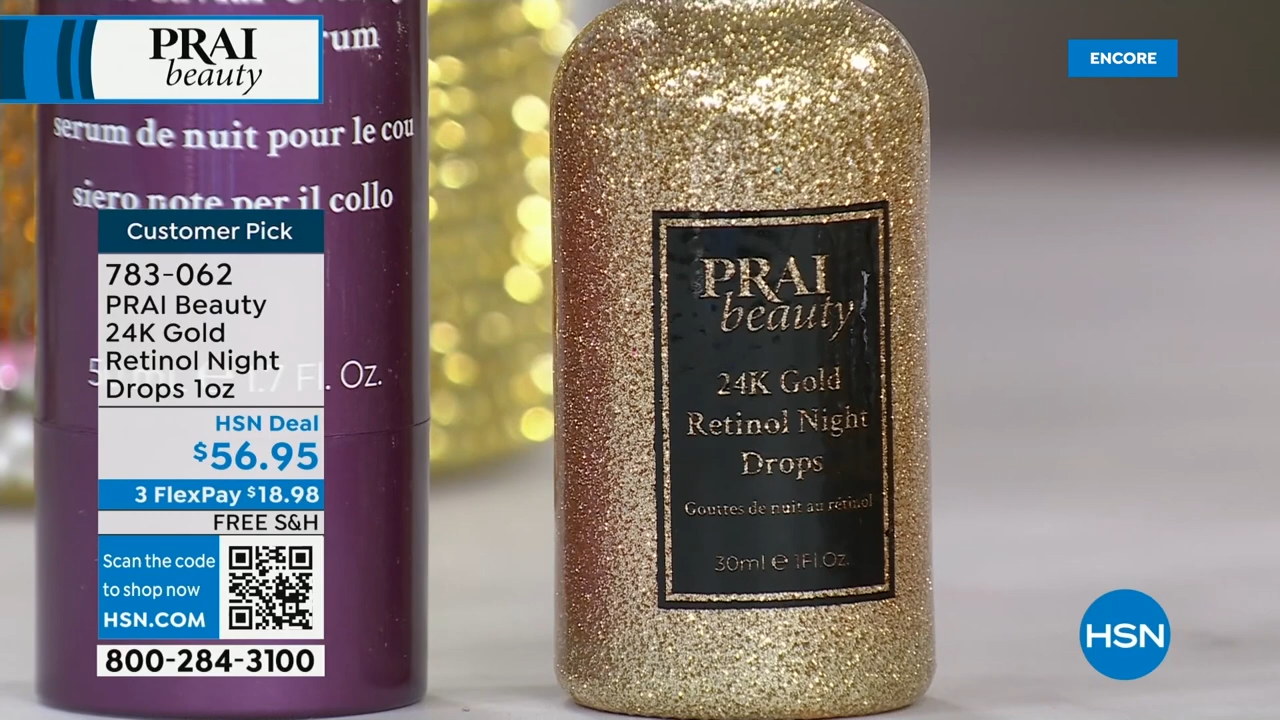 PRAI
beauty
rum
serum de nuit pour le cou
siero note per il collo
1.7 Fl. Oz.
Customer Pick
783-062
PRAI Beauty
24K Gold
Retinol Night
Drops 1oz
HSN Deal
$56.95
3 FlexPay $18.98
FREE S&H
Scan the code
to shop now
HSN.COM
800-284-3100
PRAI
beauty
24K Gold
Retinol Night
Drops
Gouttes de nuit au rétinol
30ml e 1Fl.Oz.
ENCORE
HSN